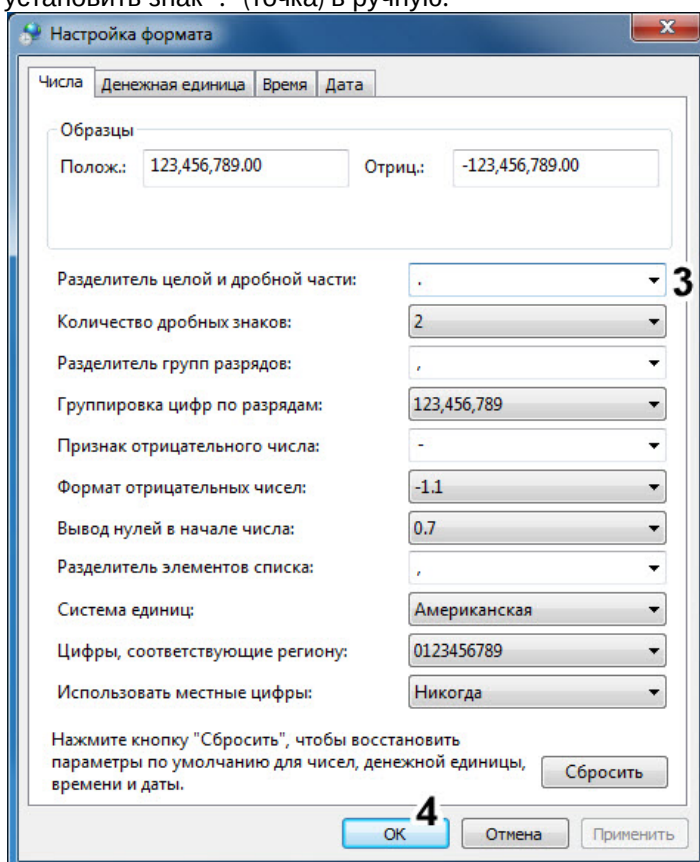 установить знак "." (точка) в ручную.
Настройка формата
Числа Денежная единица Время Дата
Образцы
Полож.: 123,456,789.00 Отриц.: -123,456,789.00
Разделитель целой и дробной части: . 3
Количество дробных знаков: 2
Разделитель групп разрядов: ,
Группировка цифр по разрядам: 123,456,789
Признак отрицательного числа: -
Формат отрицательных чисел: -1.1
Вывод нулей в начале числа: 0.7
Разделитель элементов списка: ,
Система единиц: Американская
Цифры, соответствующие региону: 0123456789
Использовать местные цифры: Никогда
Нажмите кнопку "Сбросить", чтобы восстановить
параметры по умолчанию для чисел, денежной единицы,
времени и даты.
Сбросить
4
ОК Отмена Применить